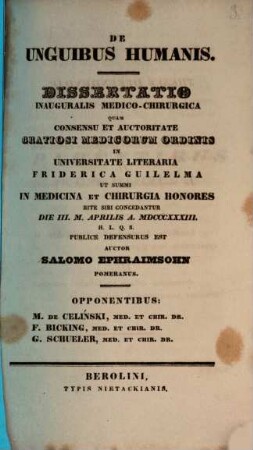 DE
UNGUIBUS HUMANIS.
DISSERTATIO
INAUGURALIS MEDICO-CHIRURGICA
QUAM
CONSENSU ET AUCTORITATE
GRATIOSI MEDICORUM ORDINIS
IN
UNIVERSITATE LITERARIA
FRIDERICA GUILELMA
UT SUMMI
IN MEDICINA ET CHIRURGIA HONORES
RITE SIBI CONCEDANTUR
DIE III. M. APRILIS A. MDCCCXXXIII.
H. L. Q. S.
PUBLICE DEFENSURUS EST
AUCTOR
SALOMO EPHRAIMSOHN
POMERANUS.
OPPONENTIBUS:
M. DE CELIŃSKI, MED. ET CHIR. DR.
F. BICKING, MED. ET CHIR. DR.
G. SCHUELER, MED. ET CHIR. DR.
BEROLINI,
TYPIS NIETACKIANIS.